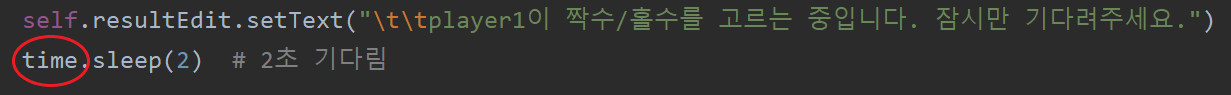 self.resultEdit.setText("\t\tplayer1이 짝수/홀수를 고르는 중입니다. 잠시만 기다려주세요.")
time.sleep(2)  # 2초 기다림